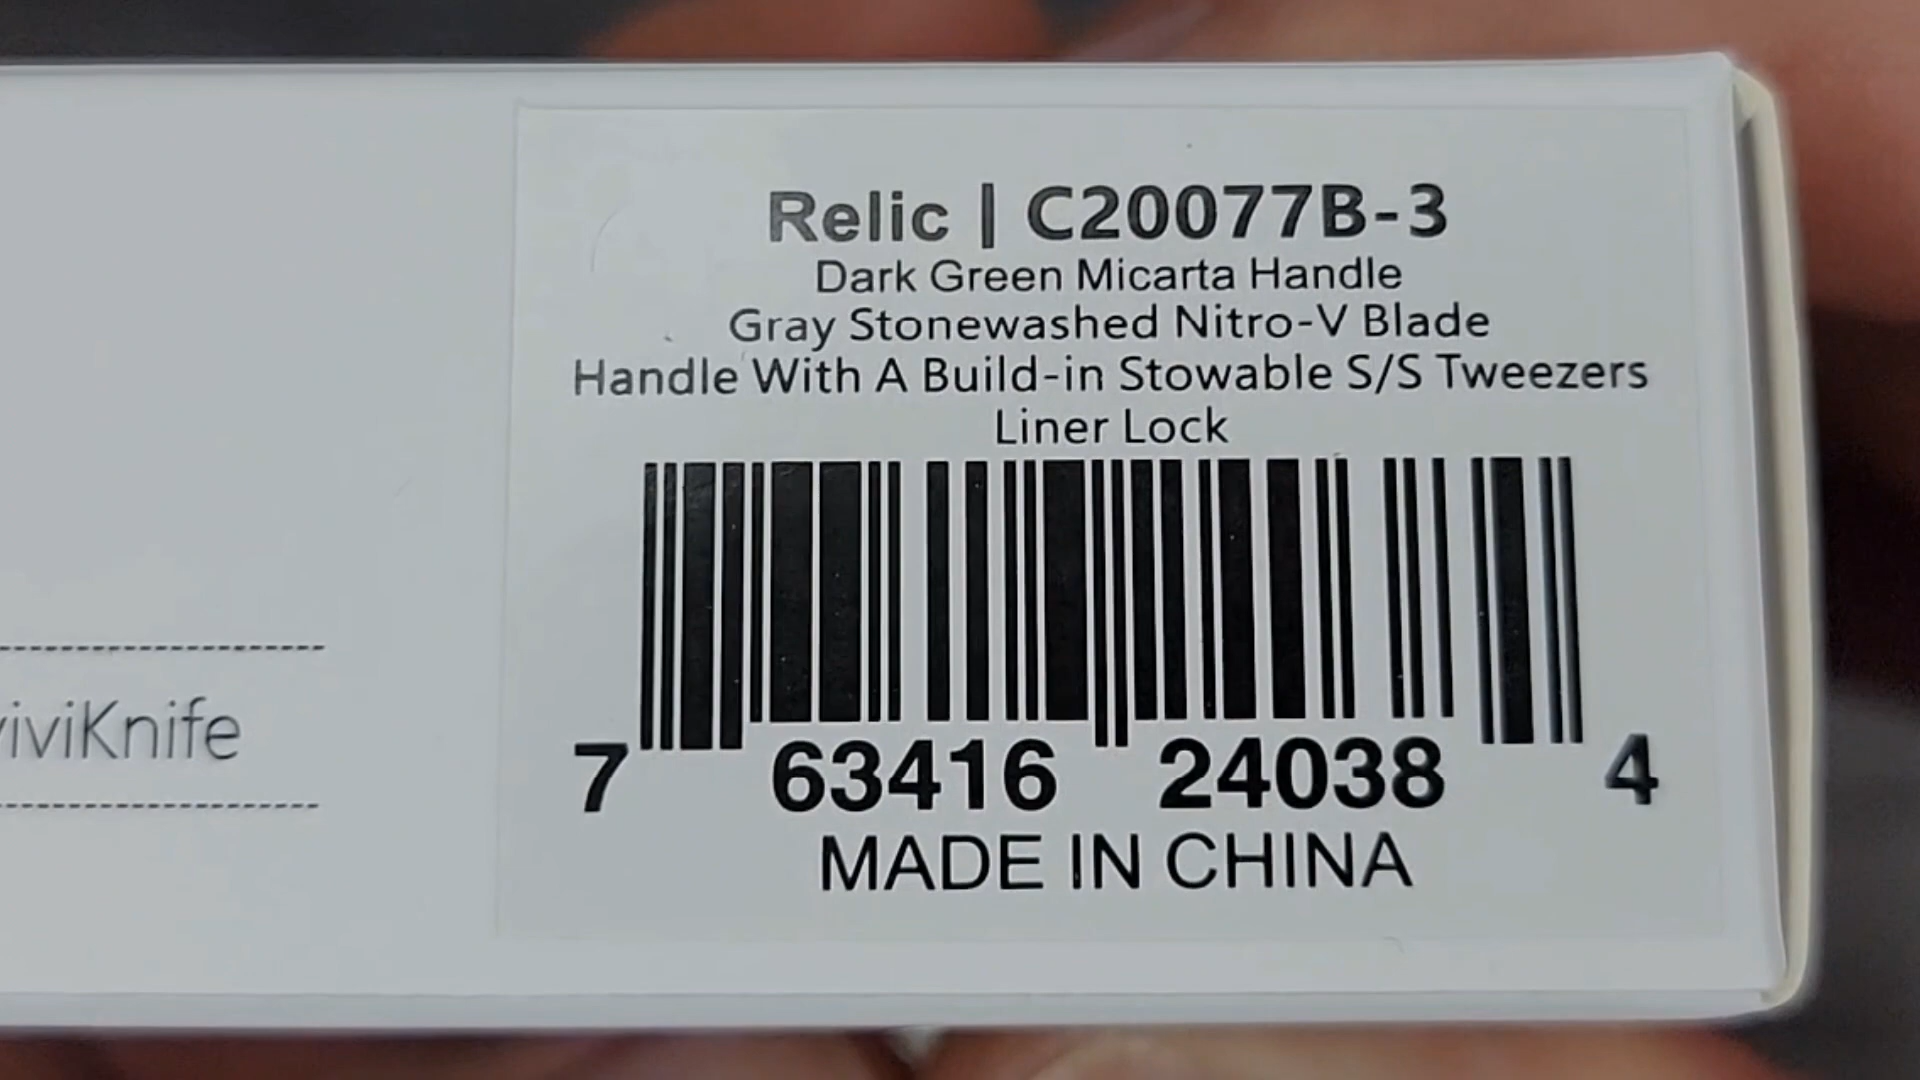 Relic | C20077B-3
Dark Green Micarta Handle
Gray Stonewashed Nitro-V Blade
Handle With A Build-in Stowable S/S Tweezers
Liner Lock
7 63416 24038 4
MADE IN CHINA
viviKnife